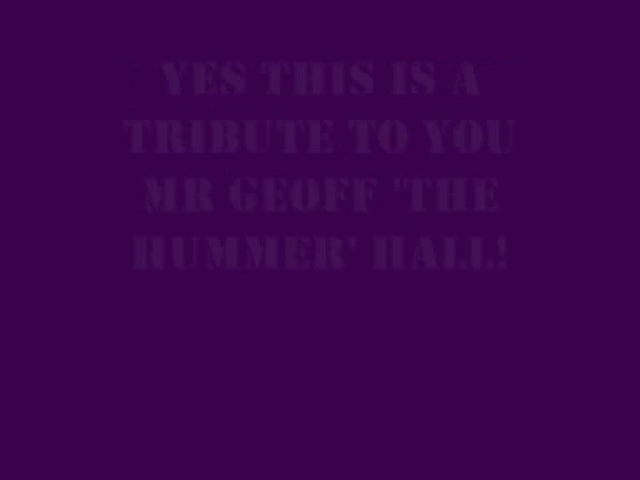 YES THIS IS A
TRIBUTE TO YOU
MR GEOFF 'THE
HUMMER' HALL!